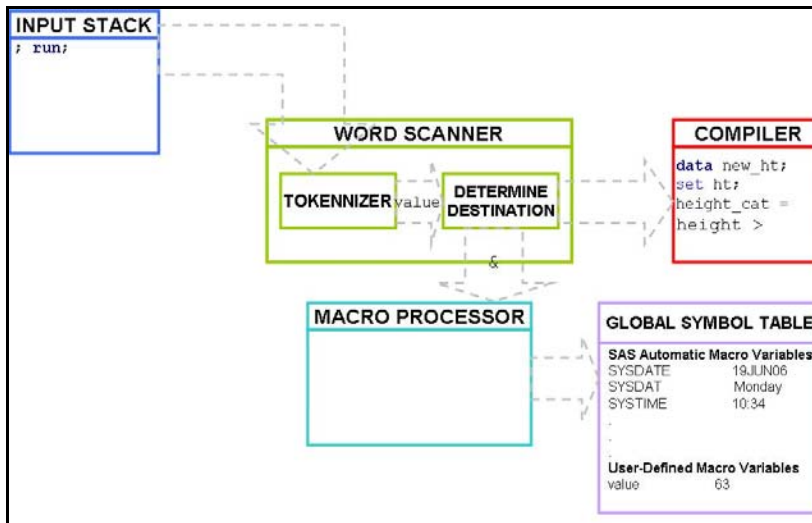 INPUT STACK
; run;
WORD SCANNER
TOKENNIZER
value
DETERMINE
DESTINATION
&
COMPILER
data new_ht;
set ht;
height_cat =
height >
MACRO PROCESSOR
GLOBAL SYMBOL TABLE
SAS Automatic Macro Variables
SYSDATE 19JUN06
SYSDAT Monday
SYSTIME 10:34
.
.
.
User-Defined Macro Variables
value 63